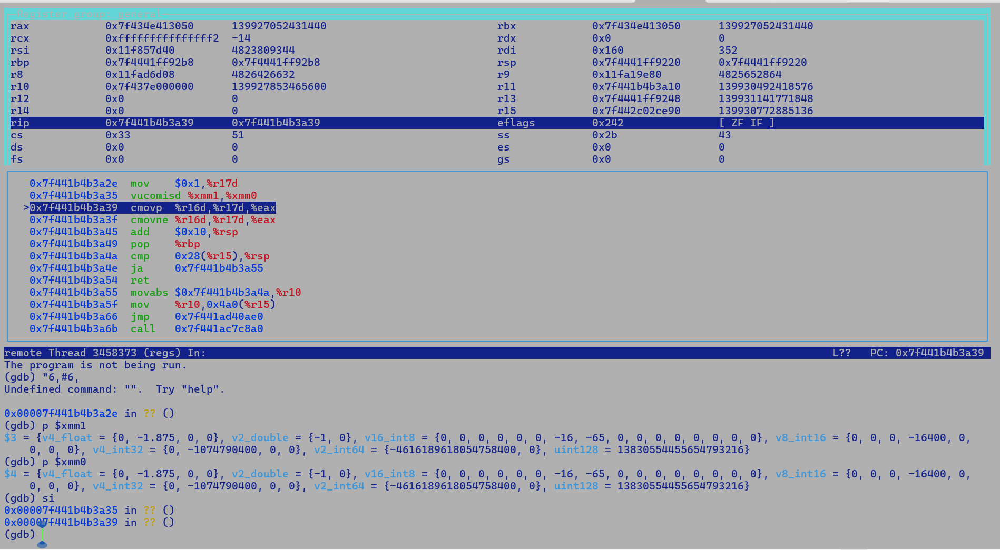 Register group: general
rax 0x7f434e413050 139927052431440 rbx 0x7f434e413050 139927052431440
rcx 0xfffffffffffffff2 -14 rdx 0x0 0
rsi 0x11f857d40 4823809344 rdi 0x160 352
rbp 0x7f4441ff92b8 0x7f4441ff92b8 rsp 0x7f4441ff9220 0x7f4441ff9220
r8 0x11fad6d08 4826426632 r9 0x11fa19e80 4825652864
r10 0x7f437e000000 139927853465600 r11 0x7f441b4b3a10 139930492418576
r12 0x0 0 r13 0x7f4441ff9248 139931141771848
r14 0x0 0 r15 0x7f442c02ce90 139930772885136
rip 0x7f441b4b3a39 0x7f441b4b3a39 eflags 0x242 [ ZF IF ]
cs 0x33 51 ss 0x2b 43
ds 0x0 0 es 0x0 0
fs 0x0 0 gs 0x0 0
0x7f441b4b3a2e mov $0x1,%r17d
0x7f441b4b3a35 vucomisd %xmm1,%xmm0
>0x7f441b4b3a39 cmovp %r16d,%r17d,%eax
0x7f441b4b3a3f cmovne %r16d,%r17d,%eax
0x7f441b4b3a45 add $0x10,%rsp
0x7f441b4b3a49 pop %rbp
0x7f441b4b3a4a cmp 0x28(%r15),%rsp
0x7f441b4b3a4e ja 0x7f441b4b3a55
0x7f441b4b3a54 ret
0x7f441b4b3a55 movabs $0x7f441b4b3a4a,%r10
0x7f441b4b3a5f mov %r10,0x4a0(%r15)
0x7f441b4b3a66 jmp 0x7f441ad40ae0
0x7f441b4b3a6b call 0x7f441ac7c8a0
remote Thread 3458373 (regs) In: L?? PC: 0x7f441b4b3a39
The program is not being run.
(gdb) "6,#6,
Undefined command: "". Try "help".
0x00007f441b4b3a2e in ?? ()
(gdb) p $xmm1
$3 = {v4_float = {0, -1.875, 0, 0}, v2_double = {-1, 0}, v16_int8 = {0, 0, 0, 0, 0, 0, -16, -65, 0, 0, 0, 0, 0, 0, 0, 0}, v8_int16 = {0, 0, 0, -16400, 0,
0, 0, 0}, v4_int32 = {0, -1074790400, 0, 0}, v2_int64 = {-4616189618054758400, 0}, uint128 = 13830554455654793216}
(gdb) p $xmm0
$4 = {v4_float = {0, -1.875, 0, 0}, v2_double = {-1, 0}, v16_int8 = {0, 0, 0, 0, 0, 0, -16, -65, 0, 0, 0, 0, 0, 0, 0, 0}, v8_int16 = {0, 0, 0, -16400, 0,
0, 0, 0}, v4_int32 = {0, -1074790400, 0, 0}, v2_int64 = {-4616189618054758400, 0}, uint128 = 13830554455654793216}
(gdb) si
0x00007f441b4b3a35 in ?? ()
0x00007f441b4b3a39 in ?? ()
(gdb)